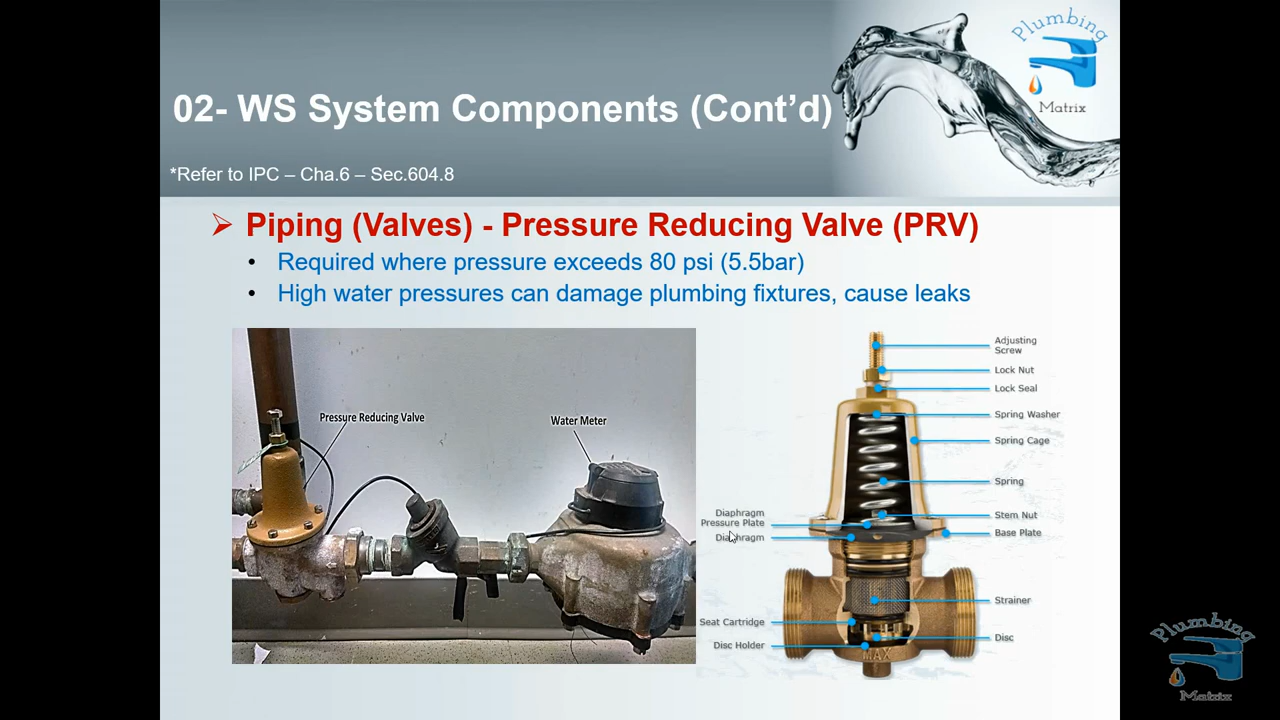 Plumbing
Matrix
02- WS System Components (Cont’d)
*Refer to IPC – Cha.6 – Sec.604.8
➢ Piping (Valves) - Pressure Reducing Valve (PRV)
• Required where pressure exceeds 80 psi (5.5bar)
• High water pressures can damage plumbing fixtures, cause leaks
Pressure Reducing Valve
Water Meter
Adjusting
Screw
Lock Nut
Lock Seal
Spring Washer
Spring Cage
Spring
Diaphragm
Pressure Plate
Stem Nut
Diaphragm
Base Plate
Strainer
Seat Cartridge
Disc
Disc Holder
MAX
Plumbing
Matrix